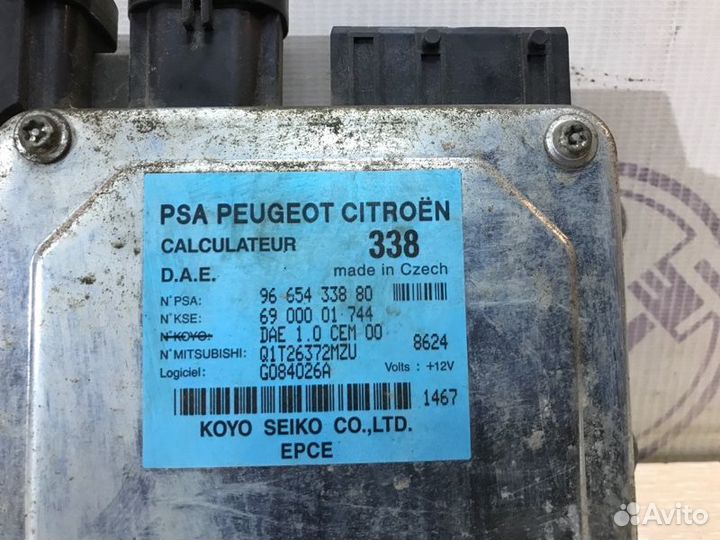 PSA PEUGEOT CITROËN
CALCULATEUR 338
D.A.E. made in Czech
N°PSA: 96 654 338 80
N°KSE: 69 000 01 744
N°KOYO: DAE 1.0 CEM 00
N°MITSUBISHI: Q1T26372MZU 8624
Logiciel: G084026A Volts : +12V
1467
KOYO SEIKO CO.,LTD.
EPCE
Avito